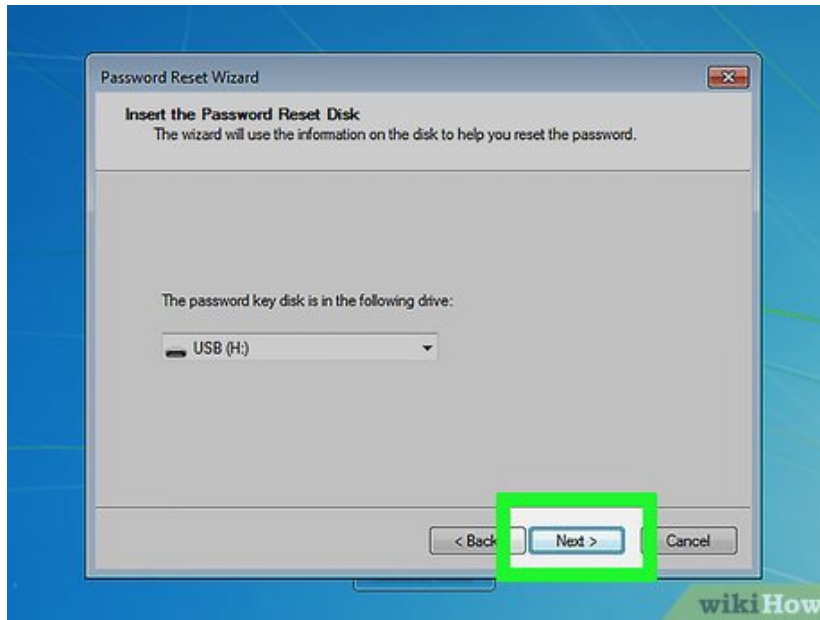 Password Reset Wizard
Insert the Password Reset Disk
The wizard will use the information on the disk to help you reset the password.
The password key disk is in the following drive:
USB (H:)
< Back
Next >
Cancel
wikiHow